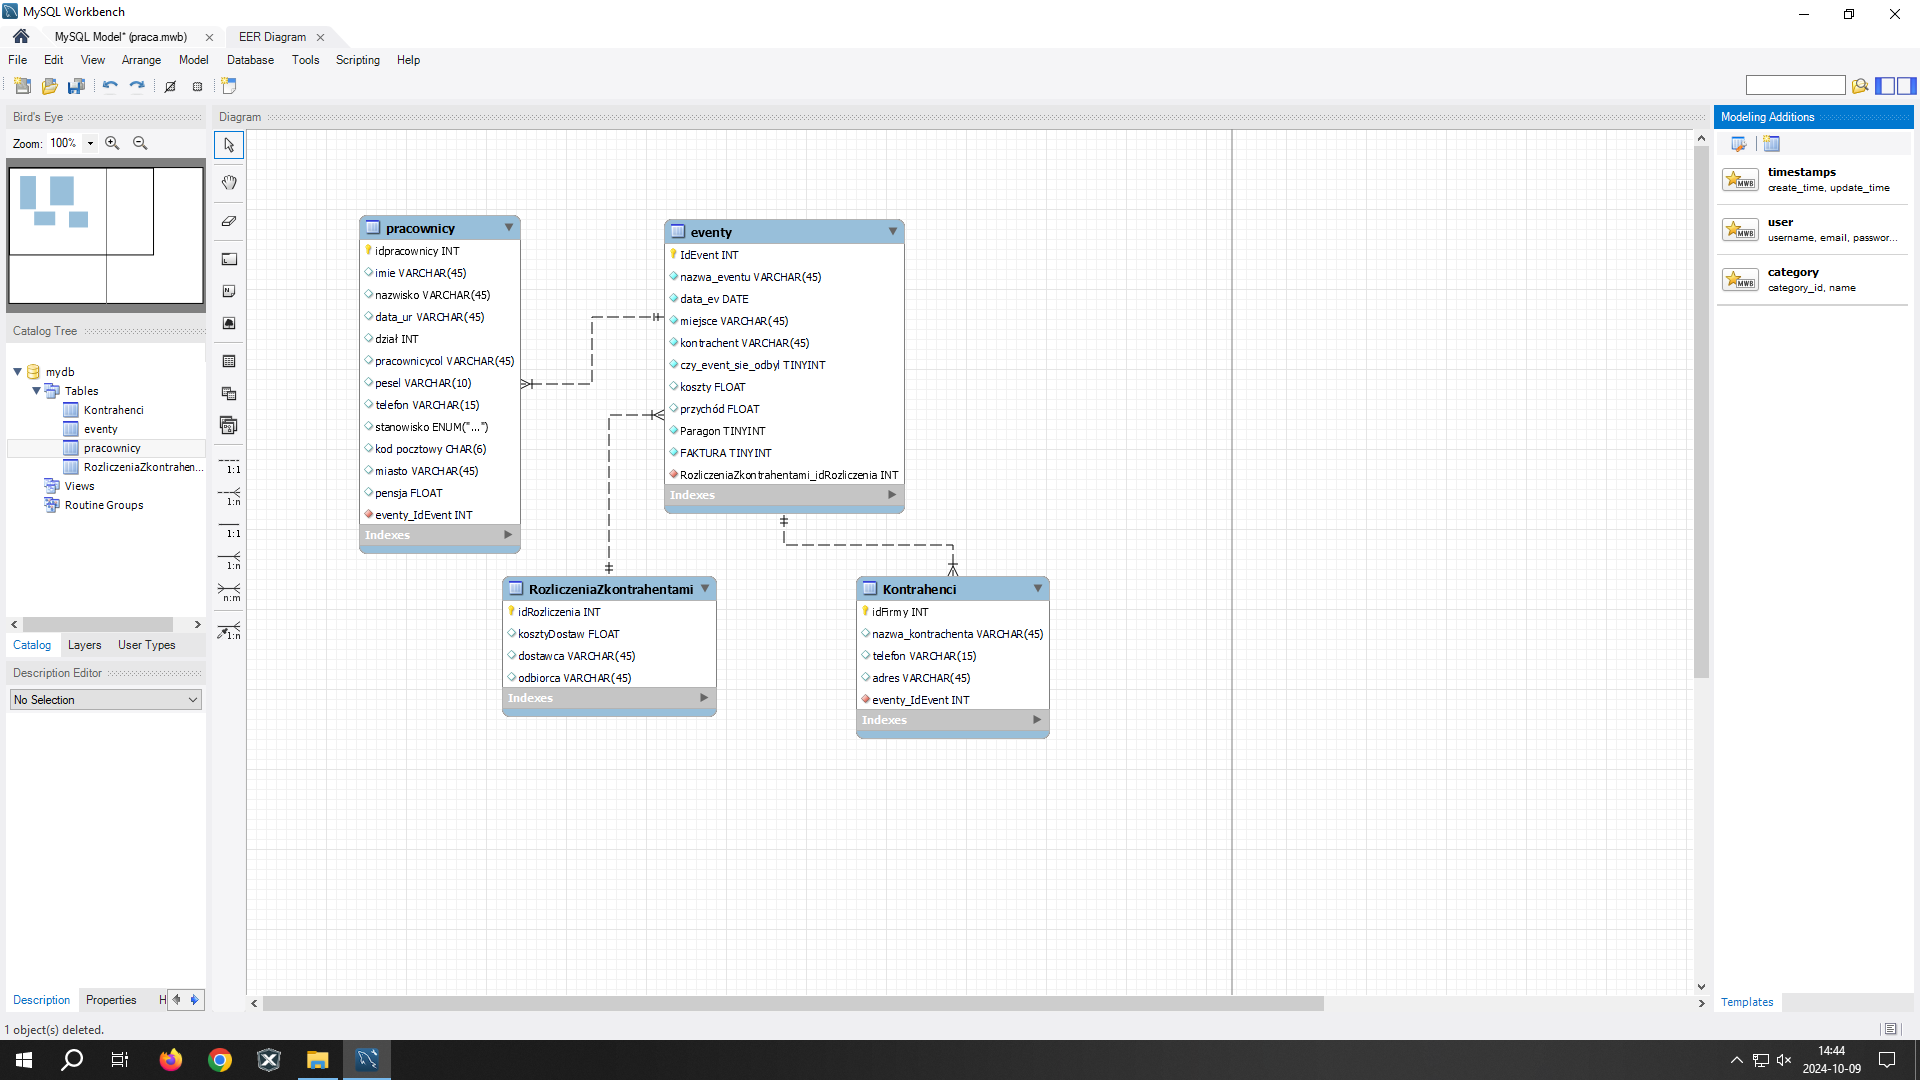 MySQL Workbench
MySQL Model* (praca.mwb)
EER Diagram
File Edit View Arrange Model Database Tools Scripting Help
Bird's Eye
Zoom: 100%
Catalog Tree
mydb
Tables
Kontrahenci
eventy
pracownicy
RozliczeniaZkontrahen...
Views
Routine Groups
Catalog Layers User Types
Description Editor
No Selection
Description Properties H
1 object(s) deleted.
Diagram
1:1
1:n
1:1
1:n
n:m
1:n
pracownicy
idpracownicy INT
imie VARCHAR(45)
nazwisko VARCHAR(45)
data_ur VARCHAR(45)
dział INT
pracownicycol VARCHAR(45)
pesel VARCHAR(10)
telefon VARCHAR(15)
stanowisko ENUM("...")
kod pocztowy CHAR(6)
miasto VARCHAR(45)
pensja FLOAT
eventy_IdEvent INT
Indexes
eventy
IdEvent INT
nazwa_eventu VARCHAR(45)
data_ev DATE
miejsce VARCHAR(45)
kontrachent VARCHAR(45)
czy_event_sie_odbyl TINYINT
koszty FLOAT
przychód FLOAT
Paragon TINYINT
FAKTURA TINYINT
RozliczeniaZkontrahentami_idRozliczenia INT
Indexes
RozliczeniaZkontrahentami
idRozliczenia INT
kosztyDostaw FLOAT
dostawca VARCHAR(45)
odbiorca VARCHAR(45)
Indexes
Kontrahenci
idFirmy INT
nazwa_kontrachenta VARCHAR(45)
telefon VARCHAR(15)
adres VARCHAR(45)
eventy_IdEvent INT
Indexes
Modeling Additions
MWB
timestamps
create_time, update_time
MWB
user
username, email, passwor...
MWB
category
category_id, name
Templates
14:44
2024-10-09